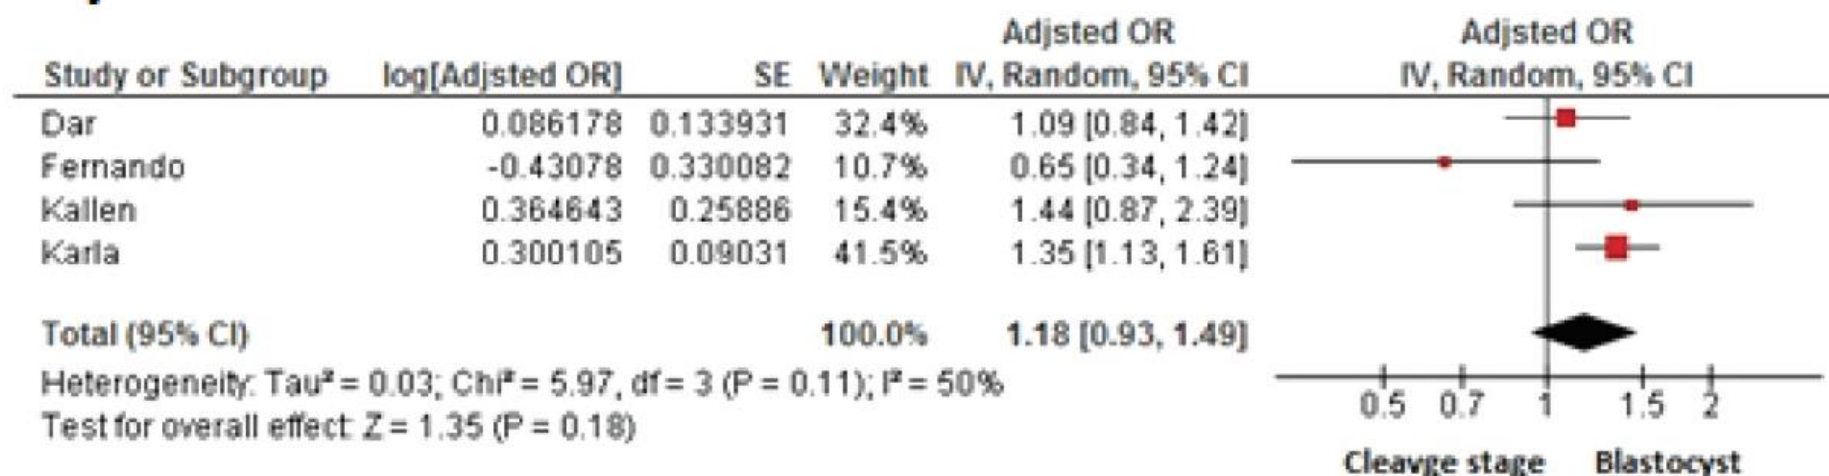 Adjsted OR Adjsted OR
Study or Subgroup log[Adjsted OR] SE Weight IV, Random, 95% CI IV, Random, 95% CI
Dar 0.086178 0.133931 32.4% 1.09 [0.84, 1.42]
Fernando -0.43078 0.330082 10.7% 0.65 [0.34, 1.24]
Kallen 0.364643 0.25886 15.4% 1.44 [0.87, 2.39]
Karla 0.300105 0.09031 41.5% 1.35 [1.13, 1.61]
Total (95% CI) 100.0% 1.18 [0.93, 1.49]
Heterogeneity: Tau² = 0.03; Chi² = 5.97, df = 3 (P = 0.11); I² = 50%
Test for overall effect: Z = 1.35 (P = 0.18)
0.5 0.7 1 1.5 2
Cleavge stage Blastocyst